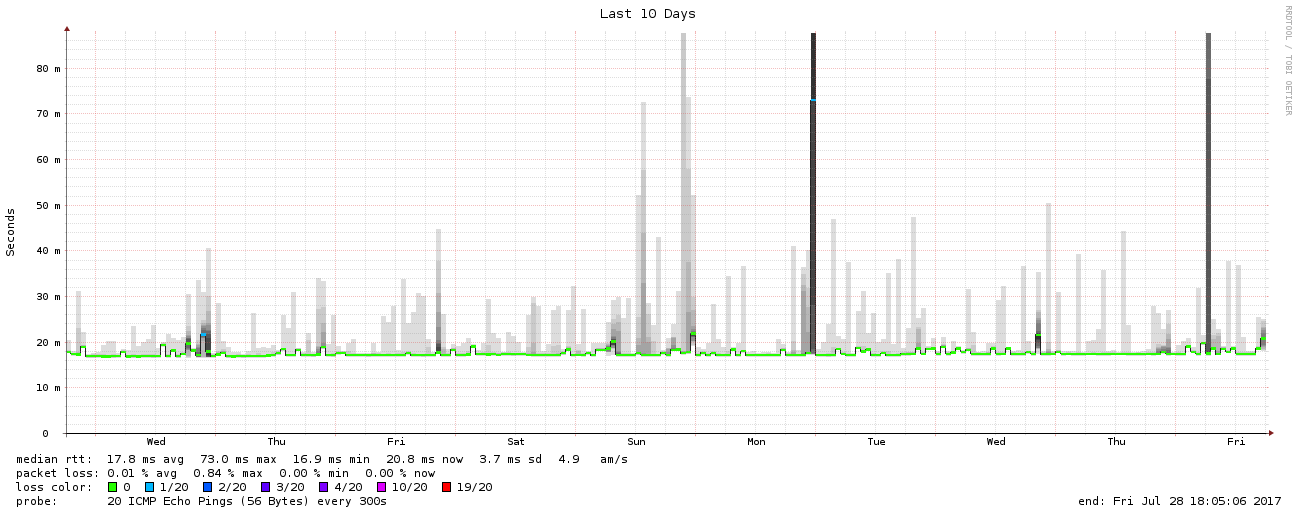 Last 10 Days
RRDTOOL / TOBI OETIKER
Seconds
80 m
70 m
60 m
50 m
40 m
30 m
20 m
10 m
0
Wed Thu Fri Sat Sun Mon Tue Wed Thu Fri
median rtt: 17.8 ms avg 73.0 ms max 16.9 ms min 20.8 ms now 3.7 ms sd 4.9 am/s
packet loss: 0.01 % avg 0.84 % max 0.00 % min 0.00 % now
loss color: 0 1/20 2/20 3/20 4/20 10/20 19/20
probe: 20 ICMP Echo Pings (56 Bytes) every 300s
end: Fri Jul 28 18:05:06 2017